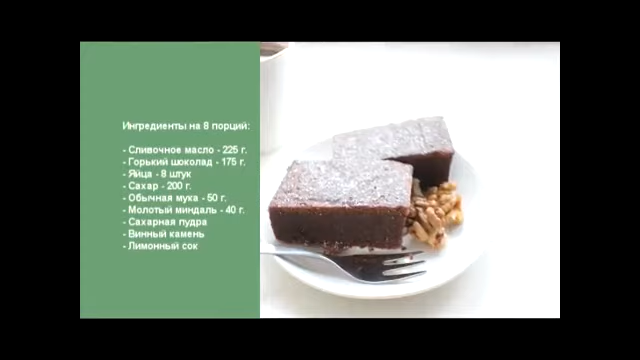 Ингредиенты на 8 порций:
- Сливочное масло - 225 г.
- Горький шоколад - 175 г.
- Яйца - 8 штук
- Сахар - 200 г.
- Обычная мука - 50 г.
- Молотый миндаль - 40 г.
- Сахарная пудра
- Винный камень
- Лимонный сок